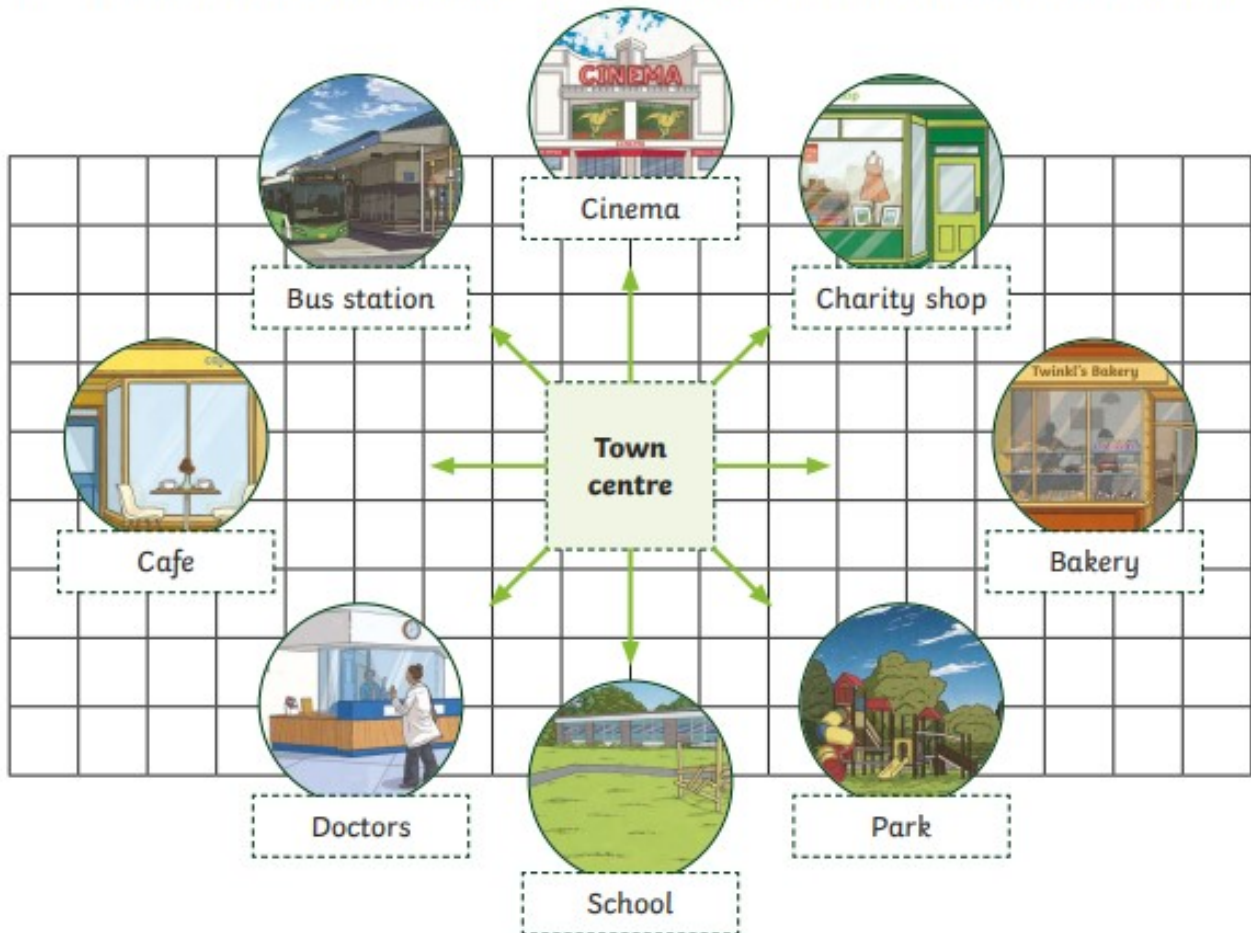 CINEMA
Cinema
Bus station
Charity shop
Twinkl's Bakery
Town
centre
Cafe
Bakery
Doctors
Park
School